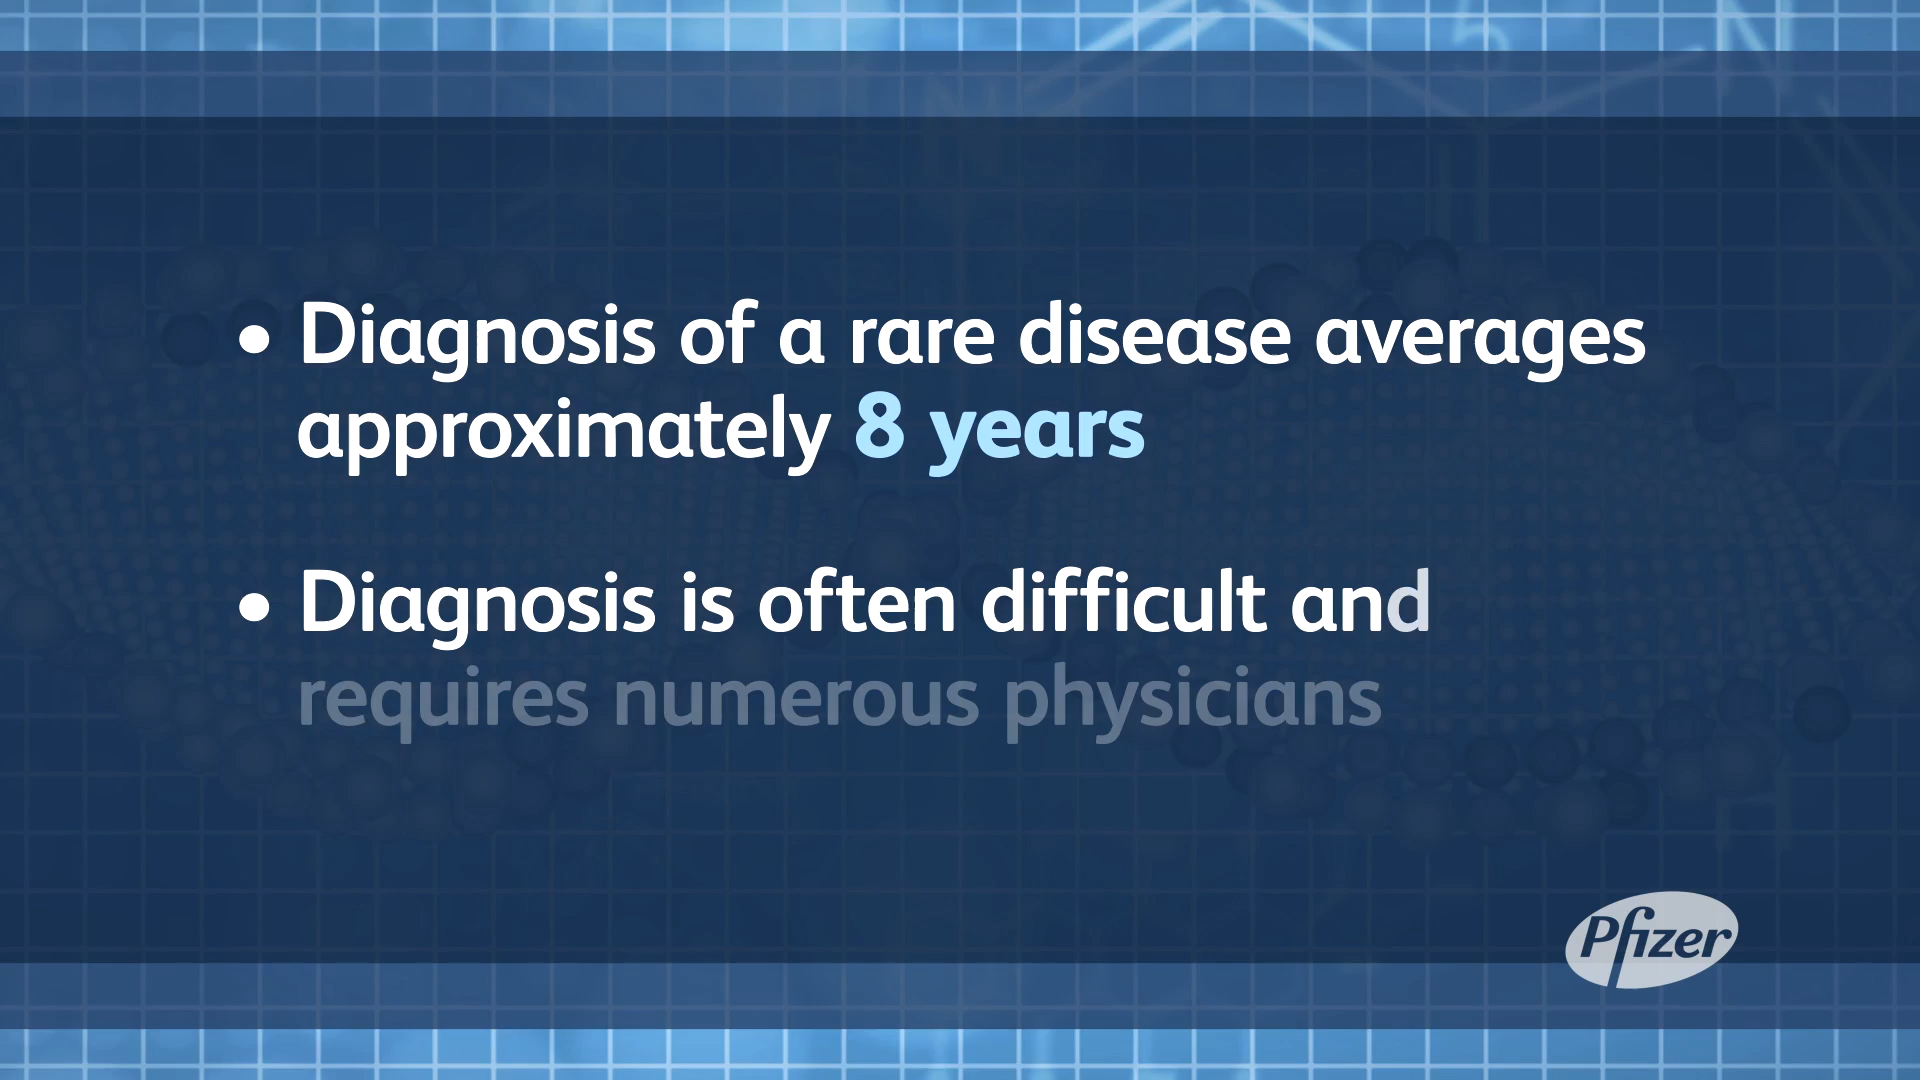 • Diagnosis of a rare disease averages
approximately 8 years
• Diagnosis is often difficult and
requires numerous physicians
Pfizer